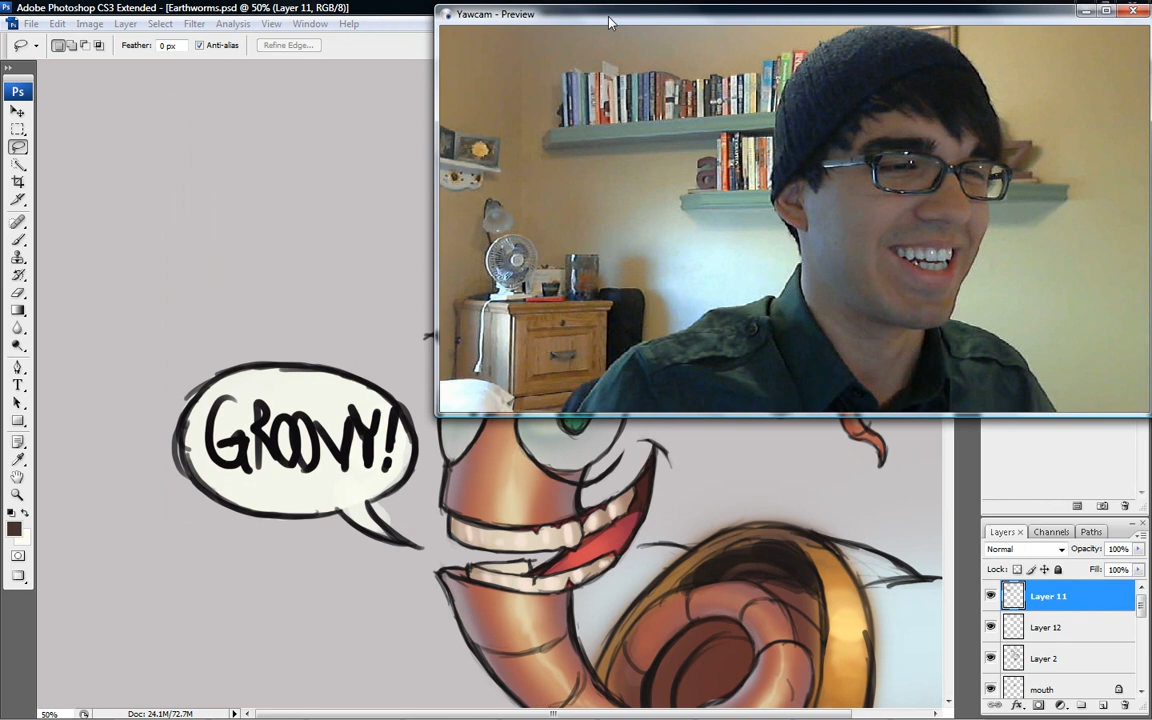 Adobe Photoshop CS3 Extended - [Earthworms.psd @ 50% (Layer 11, RGB/8)]
Yawcam - Preview
File Edit Image Layer Select Filter Analysis View Window Help
Feather: 0 px Anti-alias Refine Edge...
Ps
T
a
GROOVY!
Layers × Channels Paths
Normal Opacity: 100%
Lock: Fill: 100%
Layer 11
Layer 12
Layer 2
mouth
50% Doc: 24.1M/72.7M